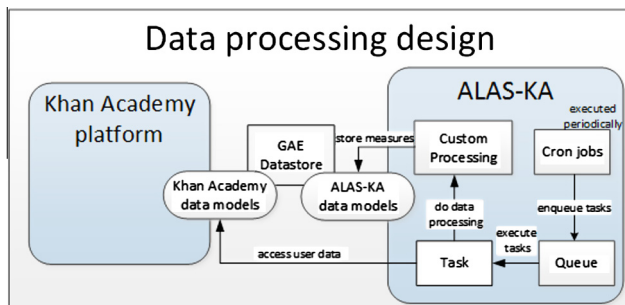 Data processing design
Khan Academy
platform
ALAS-KA
executed
periodically
GAE
Datastore
store measures
Custom
Processing
Cron jobs
Khan Academy
data models
ALAS-KA
data models
do data
processing
enqueue tasks
execute
tasks
access user data
Task
Queue